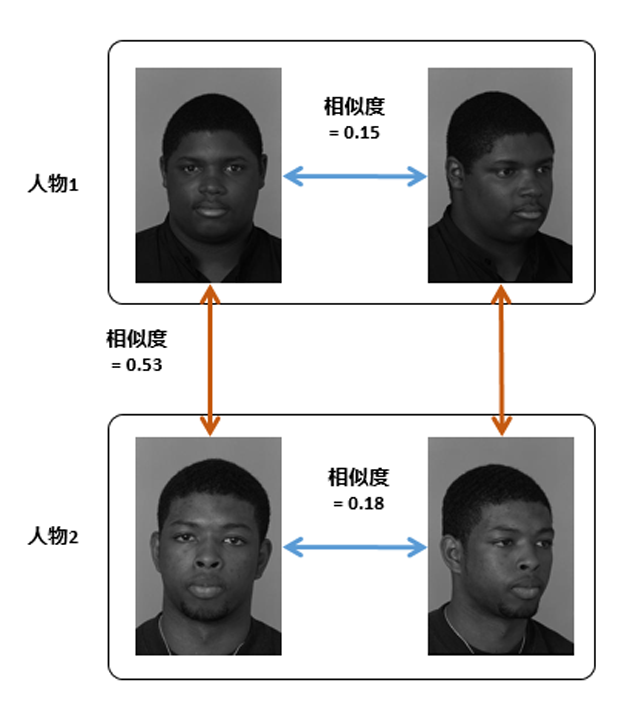 相似度
= 0.15
人物1
相似度
= 0.53
相似度
= 0.18
人物2